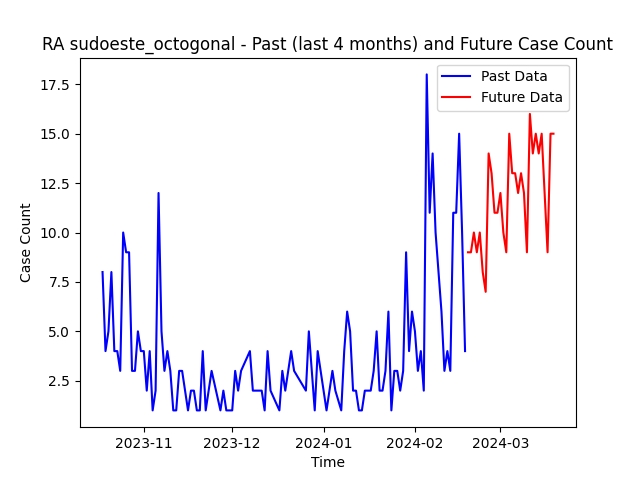 RA sudoeste_octogonal - Past (last 4 months) and Future Case Count
Past Data
Future Data
17.5
15.0
12.5
10.0
7.5
5.0
2.5
Case Count
2023-11
2023-12
2024-01
2024-02
2024-03
Time